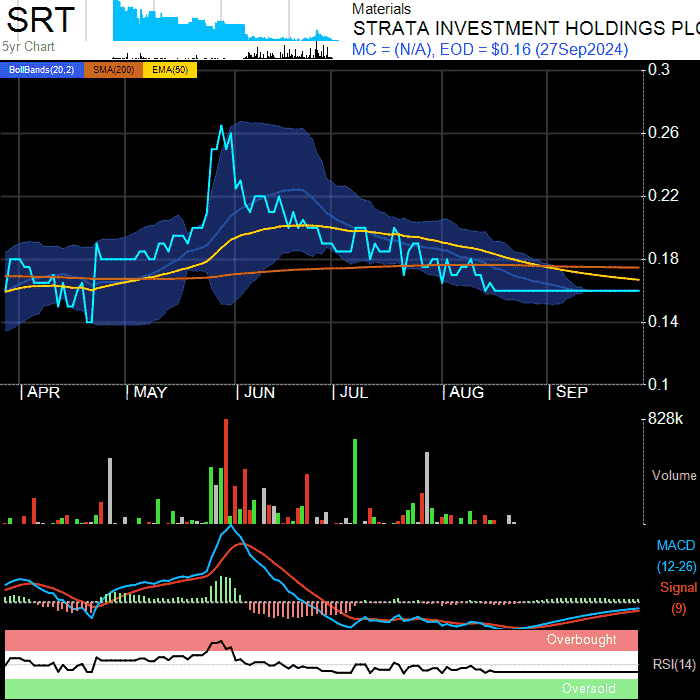 SRT
5yr Chart
Materials
STRATA INVESTMENT HOLDINGS PLC
MC = (N/A), EOD = $0.16 (27Sep2024)
BollBands(20,2) SMA(200) EMA(50)
0.3
0.26
0.22
0.18
0.14
0.1
APR MAY JUN JUL AUG SEP
828k
Volume
MACD
(12-26)
Signal
(9)
Overbought
RSI(14)
Oversold